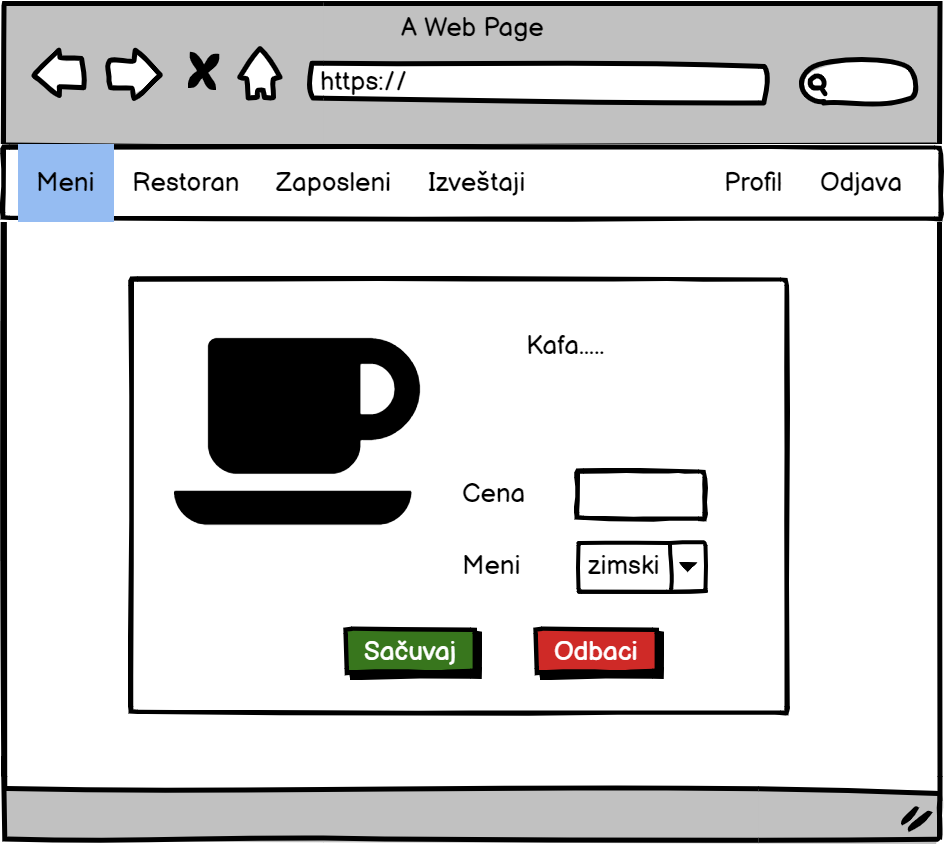 A Web Page
https://
Meni Restoran Zaposleni Izveštaji Profil Odjava
Kafa.....
Cena
Meni zimski
Sačuvaj Odbaci